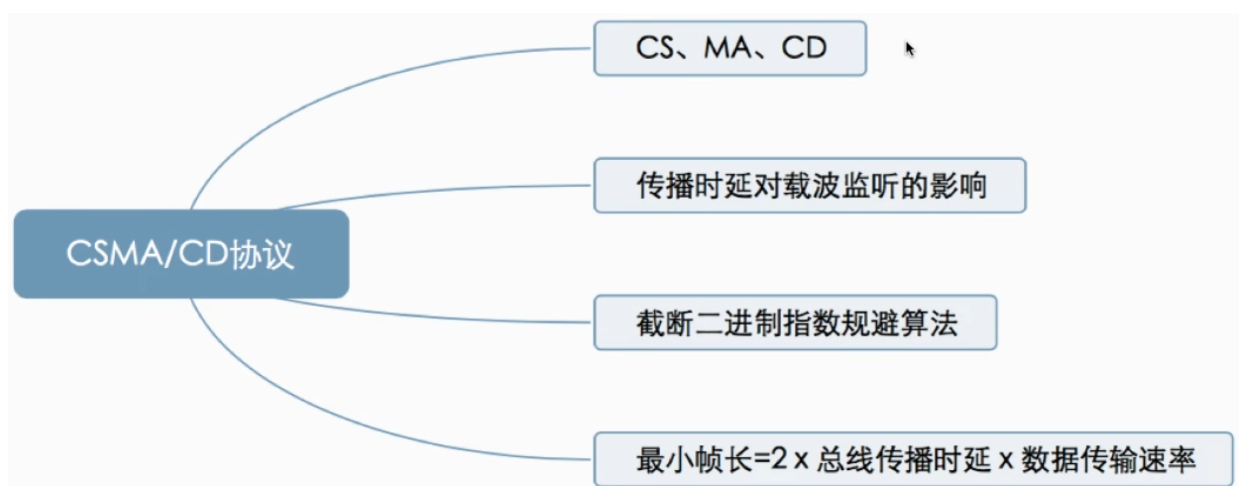 CS、MA、CD
传播时延对载波监听的影响
CSMA/CD协议
截断二进制指数规避算法
最小帧长=2 x 总线传播时延 x 数据传输速率